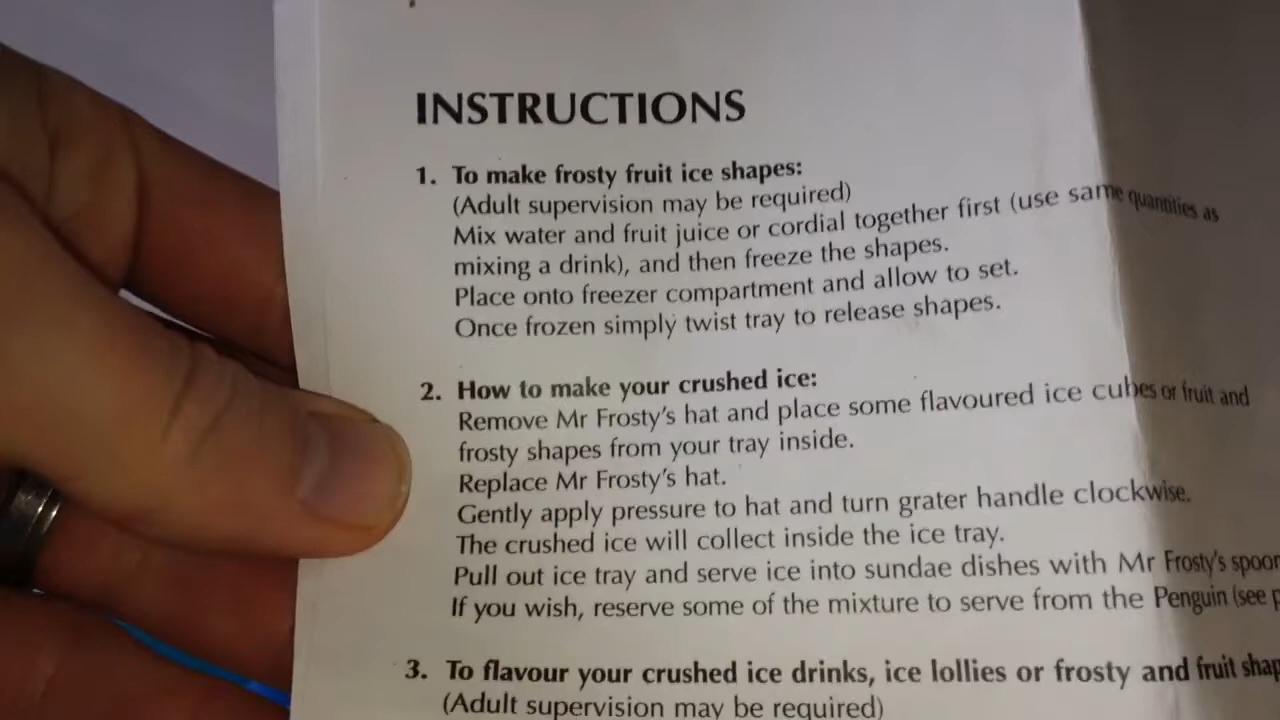 INSTRUCTIONS
1. To make frosty fruit ice shapes:
(Adult supervision may be required)
Mix water and fruit juice or cordial together first (use same quantities as
mixing a drink), and then freeze the shapes.
Place onto freezer compartment and allow to set.
Once frozen simply twist tray to release shapes.
2. How to make your crushed ice:
Remove Mr Frosty's hat and place some flavoured ice cubes or fruit and
frosty shapes from your tray inside.
Replace Mr Frosty's hat.
Gently apply pressure to hat and turn grater handle clockwise.
The crushed ice will collect inside the ice tray.
Pull out ice tray and serve ice into sundae dishes with Mr Frosty's spoon
If you wish, reserve some of the mixture to serve from the Penguin (see
3. To flavour your crushed ice drinks, ice lollies or frosty and fruit
(Adult supervision may be required)